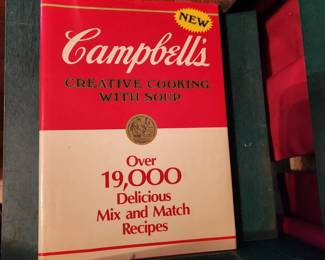 NEW
Campbell's
CREATIVE COOKING
WITH SOUP
Over
19,000
Delicious
Mix and Match
Recipes